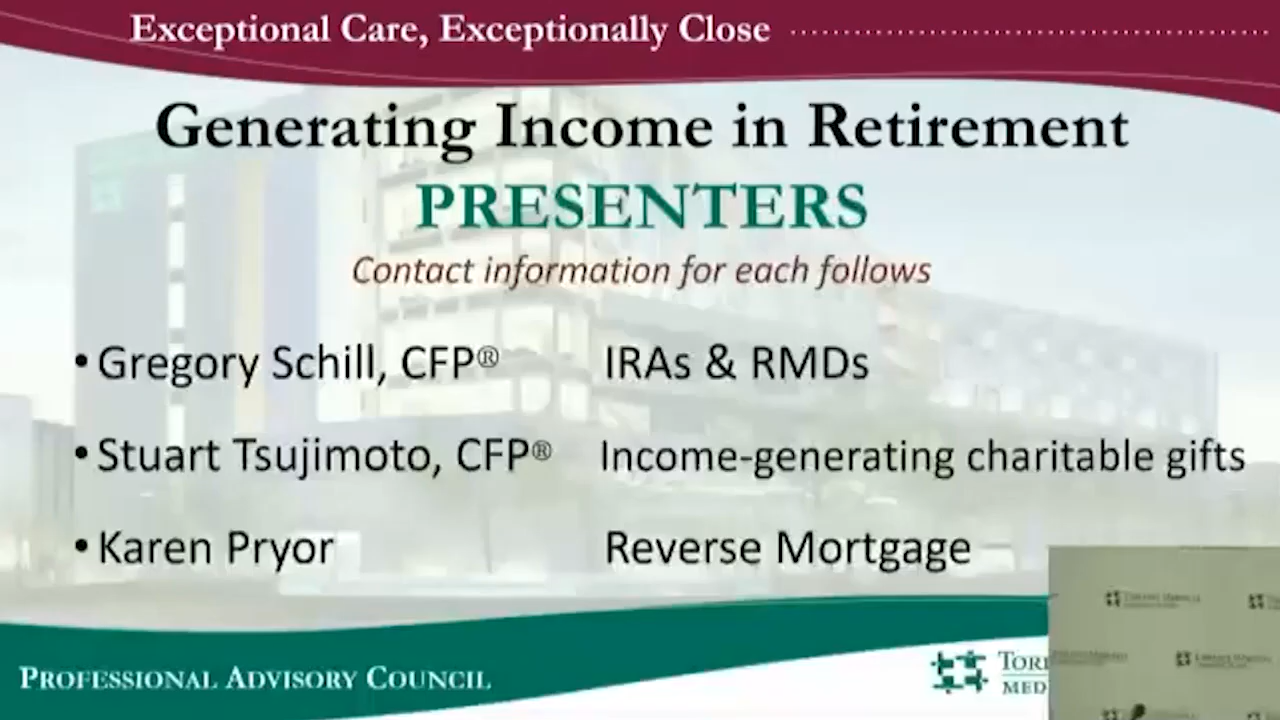 Exceptional Care, Exceptionally Close
Generating Income in Retirement
PRESENTERS
Contact information for each follows
• Gregory Schill, CFP® IRAs & RMDs
• Stuart Tsujimoto, CFP® Income-generating charitable gifts
• Karen Pryor Reverse Mortgage
PROFESSIONAL ADVISORY COUNCIL